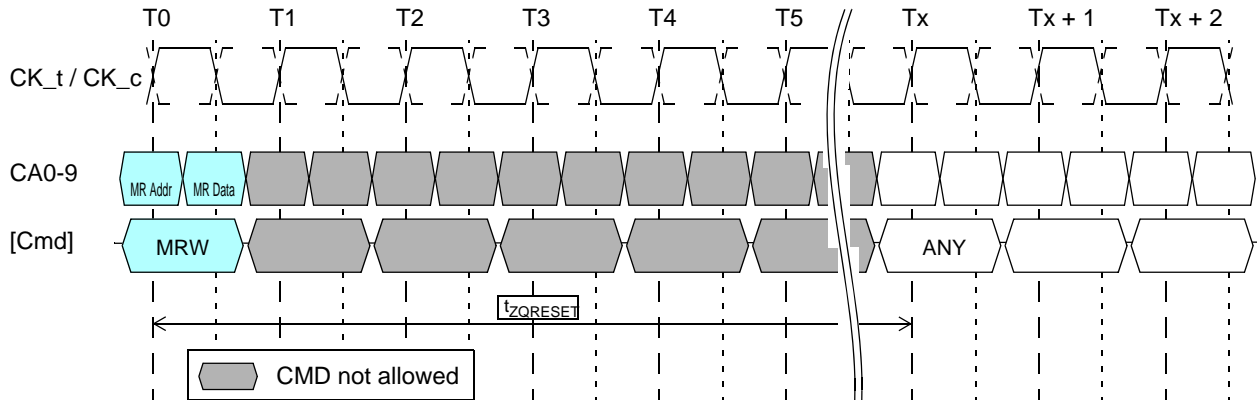 T0 T1 T2 T3 T4 T5 Tx Tx + 1 Tx + 2
CK_t / CK_c
CA0-9 MR Addr MR Data
[Cmd] MRW ANY
tZQRESET
CMD not allowed